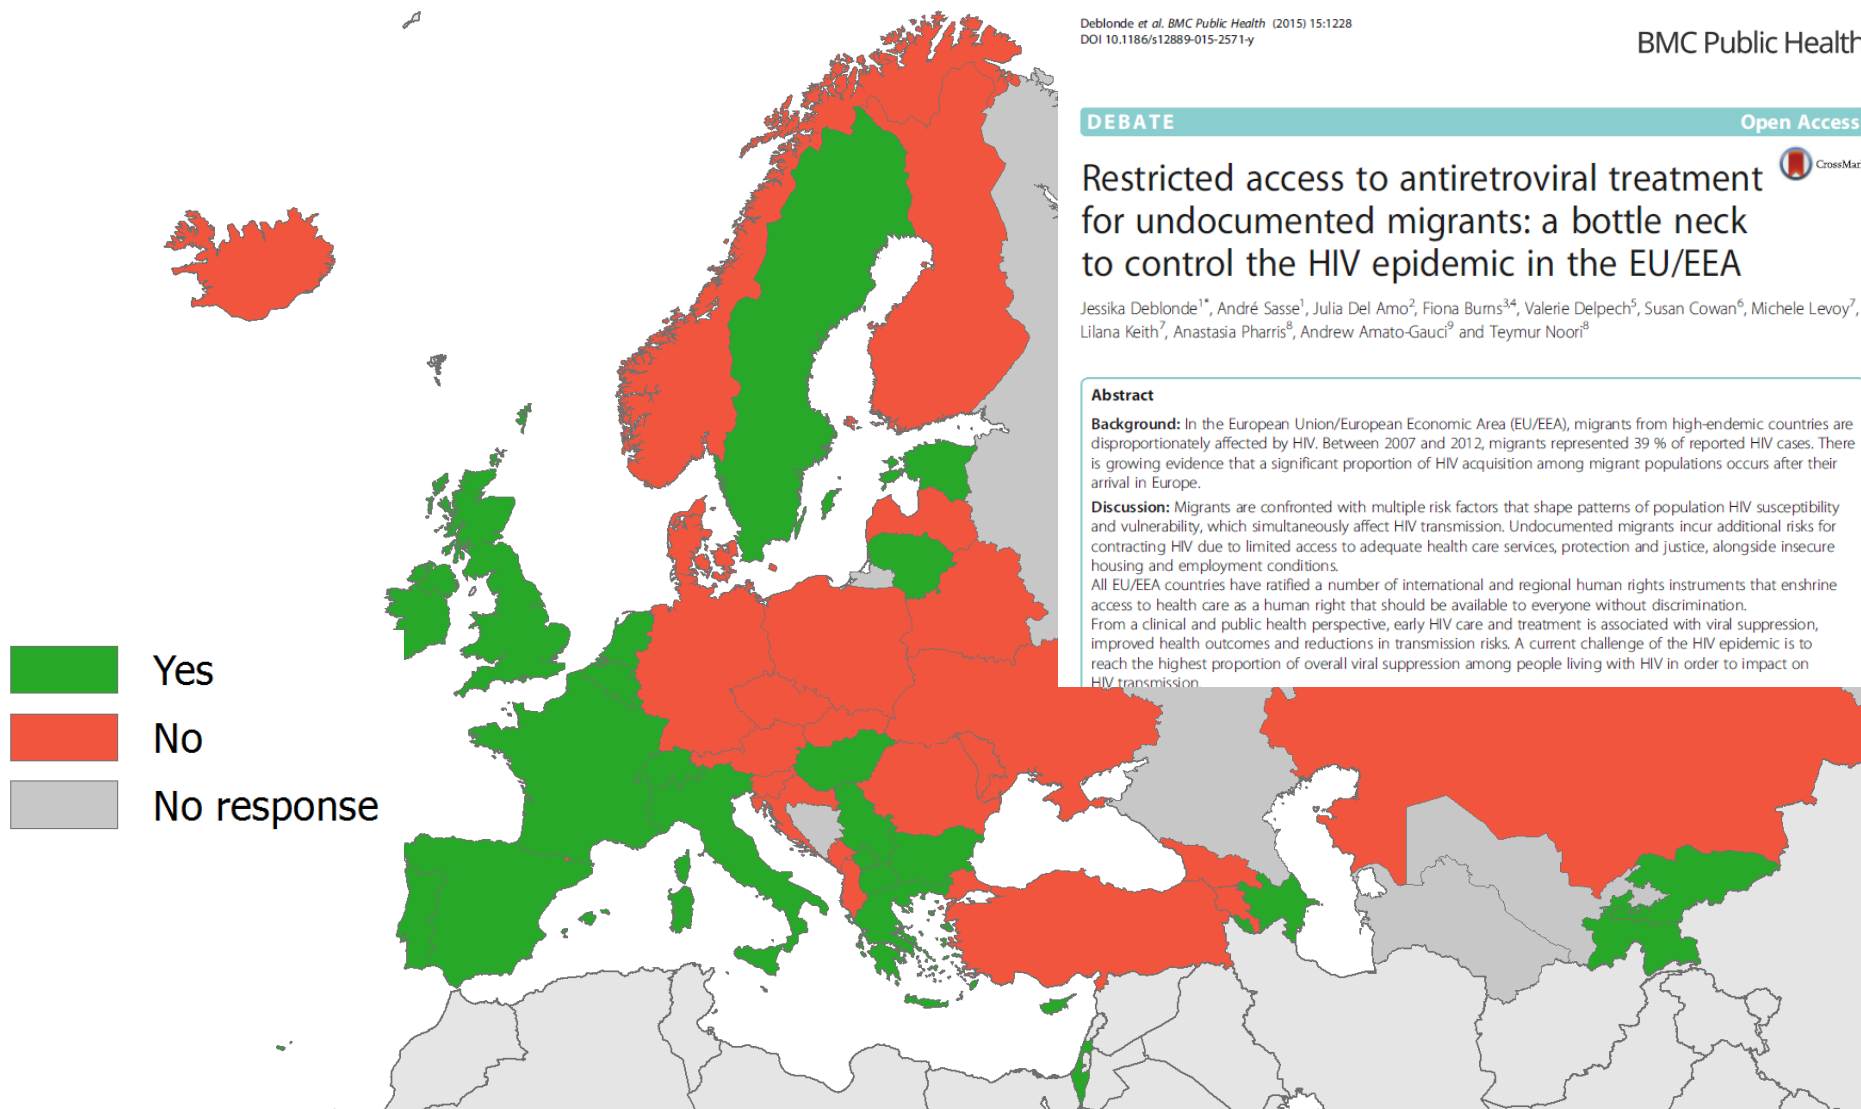 Deblonde et al. BMC Public Health (2015) 15:1228
DOI 10.1186/s12889-015-2571-y
BMC Public Health
DEBATE
Open Access
CrossMar
Restricted access to antiretroviral treatment
for undocumented migrants: a bottle neck
to control the HIV epidemic in the EU/EEA
Jessika Deblonde1*, André Sasse1, Julia Del Amo2, Fiona Burns3,4, Valerie Delpech5, Susan Cowan6, Michele Levoy7,
Lilana Keith7, Anastasia Pharris8, Andrew Amato-Gauci9 and Teymur Noori8
Abstract
Background: In the European Union/European Economic Area (EU/EEA), migrants from high-endemic countries are
disproportionately affected by HIV. Between 2007 and 2012, migrants represented 39 % of reported HIV cases. There
is growing evidence that a significant proportion of HIV acquisition among migrant populations occurs after their
arrival in Europe.
Discussion: Migrants are confronted with multiple risk factors that shape patterns of population HIV susceptibility
and vulnerability, which simultaneously affect HIV transmission. Undocumented migrants incur additional risks for
contracting HIV due to limited access to adequate health care services, protection and justice, alongside insecure
housing and employment conditions.
All EU/EEA countries have ratified a number of international and regional human rights instruments that enshrine
access to health care as a human right that should be available to everyone without discrimination.
From a clinical and public health perspective, early HIV care and treatment is associated with viral suppression,
improved health outcomes and reductions in transmission risks. A current challenge of the HIV epidemic is to
reach the highest proportion of overall viral suppression among people living with HIV in order to impact on
HIV transmission
Yes
No
No response